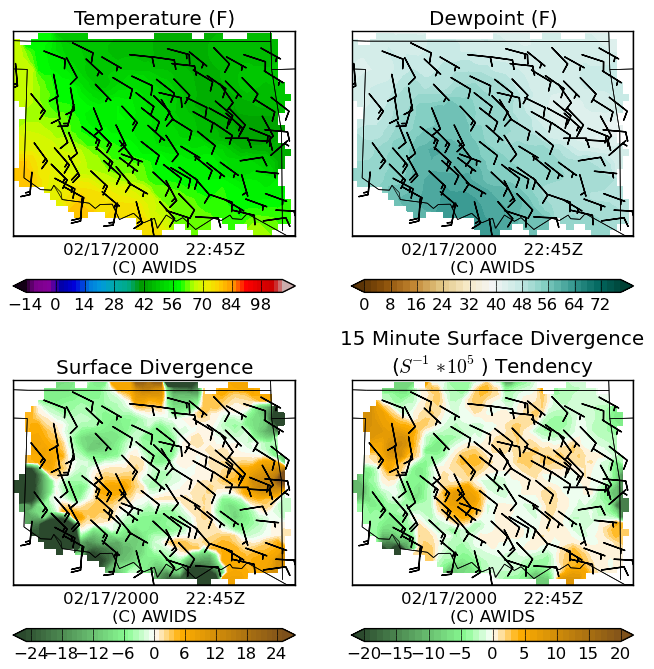 Temperature (F)
02/17/2000 22:45Z
(C) AWIDS
−14 0 14 28 42 56 70 84 98
Dewpoint (F)
02/17/2000 22:45Z
(C) AWIDS
0 8 16 24 32 40 48 56 64 72
Surface Divergence
02/17/2000 22:45Z
(C) AWIDS
−24 −18 −12 −6 0 6 12 18 24
15 Minute Surface Divergence
(S⁻¹ *10⁵ ) Tendency
02/17/2000 22:45Z
(C) AWIDS
−20 −15 −10 −5 0 5 10 15 20